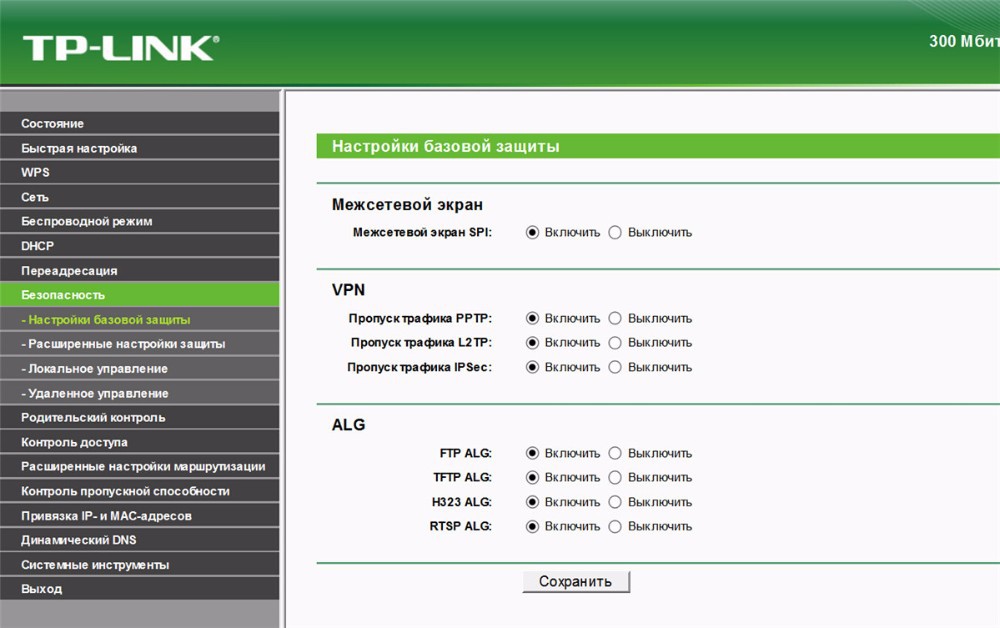 TP-LINK®
300 Мбит
Состояние
Быстрая настройка
WPS
Сеть
Беспроводной режим
DHCP
Переадресация
Безопасность
- Настройки базовой защиты
- Расширенные настройки защиты
- Локальное управление
- Удаленное управление
Родительский контроль
Контроль доступа
Расширенные настройки маршрутизации
Контроль пропускной способности
Привязка IP- и MAC-адресов
Динамический DNS
Системные инструменты
Выход
Настройки базовой защиты
Межсетевой экран
Межсетевой экран SPI: Включить Выключить
VPN
Пропуск трафика PPTP: Включить Выключить
Пропуск трафика L2TP: Включить Выключить
Пропуск трафика IPSec: Включить Выключить
ALG
FTP ALG: Включить Выключить
TFTP ALG: Включить Выключить
H323 ALG: Включить Выключить
RTSP ALG: Включить Выключить
Сохранить